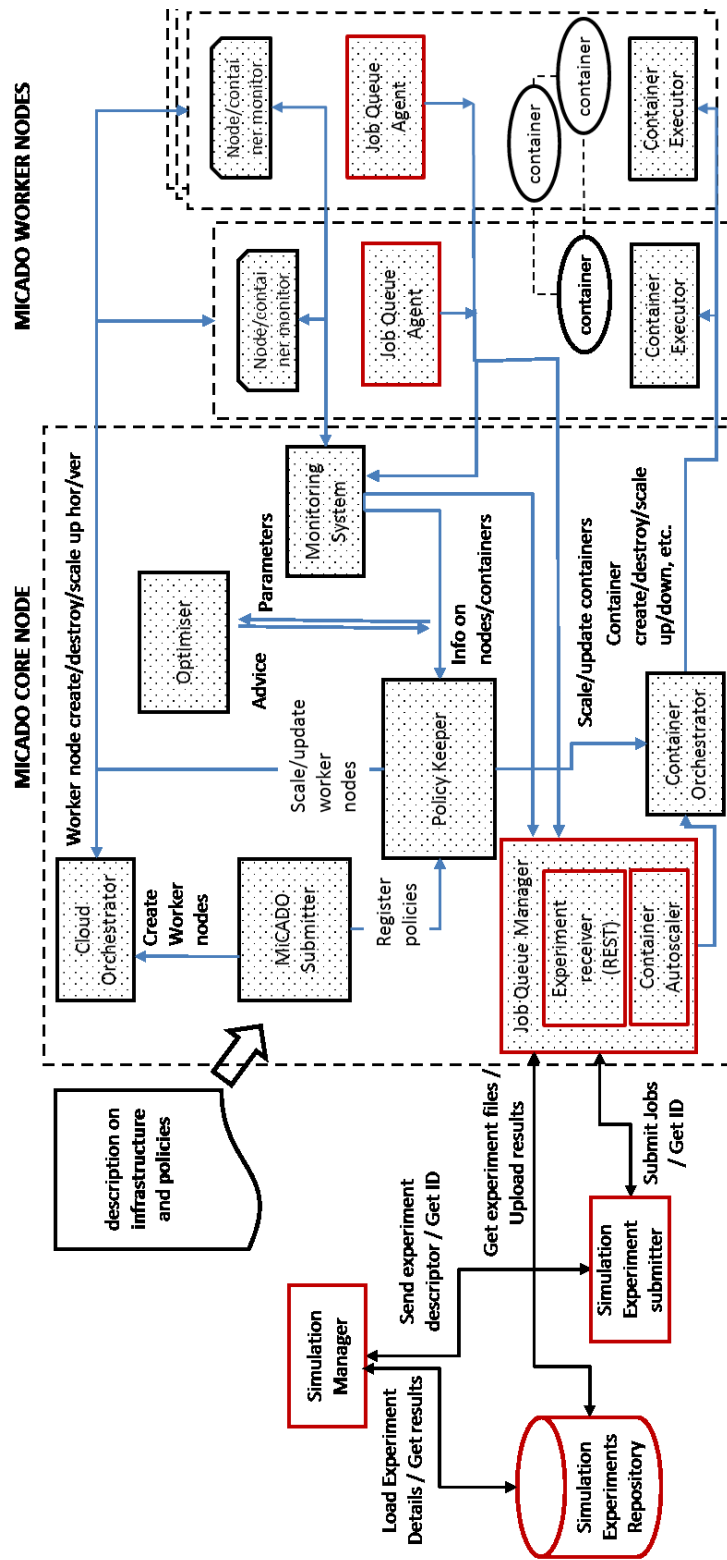 MICADO CORE NODE
MICADO WORKER NODES
description on
infrastructure
and policies
Cloud
Orchestrator
Worker node create/destroy/scale up hor/ver
Create
Worker
nodes
MiCADO
Submitter
Register
policies
Scale/update
worker
nodes
Optimiser
Advice
Parameters
Policy Keeper
Monitoring
System
Info on
nodes/containers
Node/contai
ner monitor
Node/contai
ner monitor
Job Queue
Agent
Job Queue
Agent
container
container
container
Container
Executor
Container
Executor
Scale/update containers
Container
create/destroy/scale
up/down, etc.
Container
Orchestrator
Job Queue Manager
Experiment
receiver
(REST)
Container
Autoscaler
Simulation
Manager
Send experiment
descriptor / Get ID
Load Experiment
Details / Get results
Get experiment files /
Upload results
Submit Jobs
/ Get ID
Simulation
Experiment
submitter
Simulation
Experiments
Repository